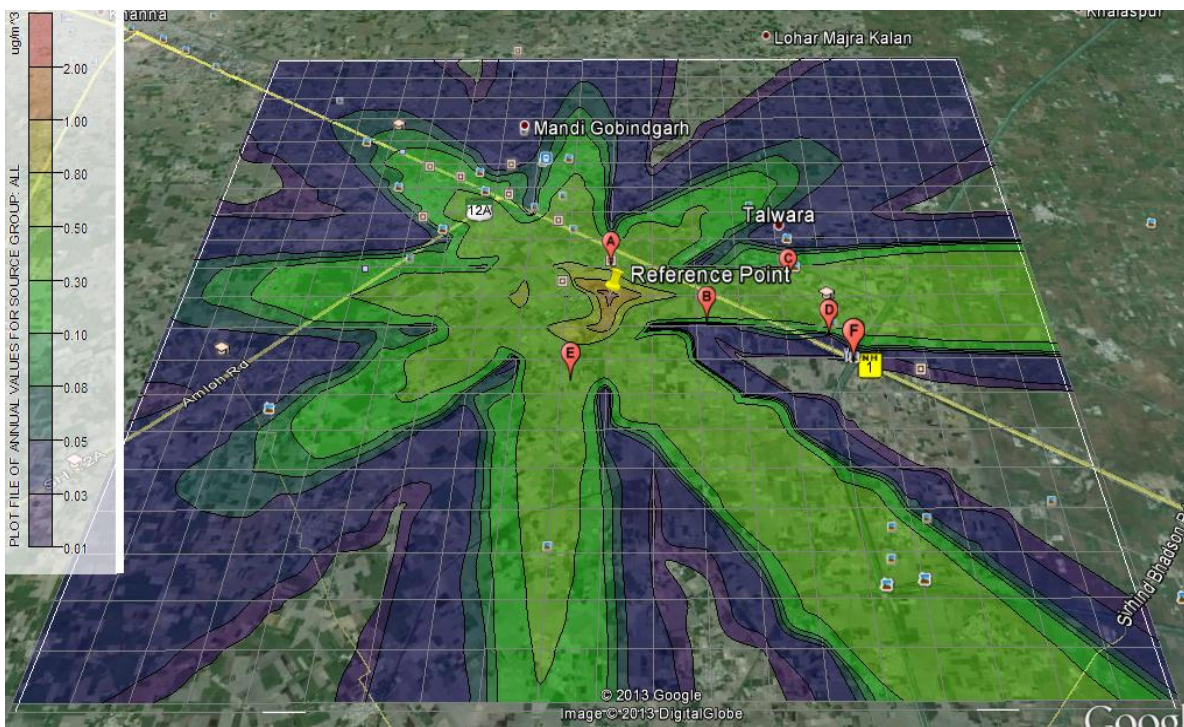 Khanna
Khalaspur
Lohar Majra Kalan
ug/m^3
PLOT FILE OF ANNUAL VALUES FOR SOURCE GROUP: ALL
2.00
1.00
0.80
0.50
0.30
0.10
0.08
0.05
0.03
0.01
Mandi Gobindgarh
12A
Talwara
A
Reference Point
C
B
D
F
E
NH
1
Amloh Rd
Sirhind Bhadson Rd
© 2013 Google
Image © 2013 DigitalGlobe